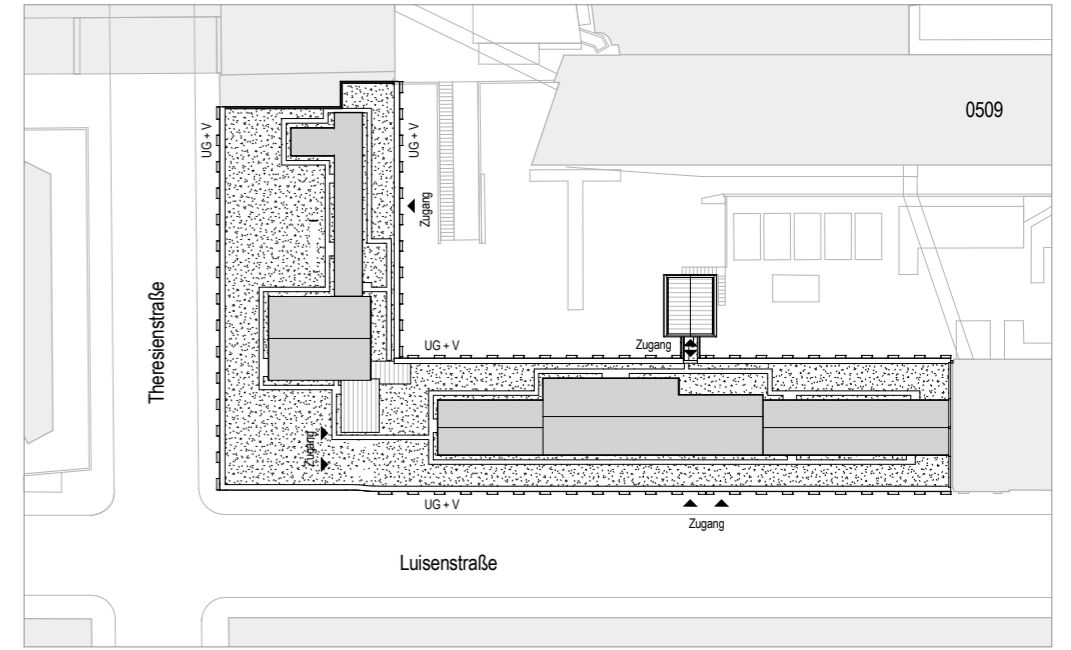 0509
UG + V
UG + V
Zugang
Theresienstraße
UG + V
Zugang
Zugang
UG + V
Zugang
Luisenstraße